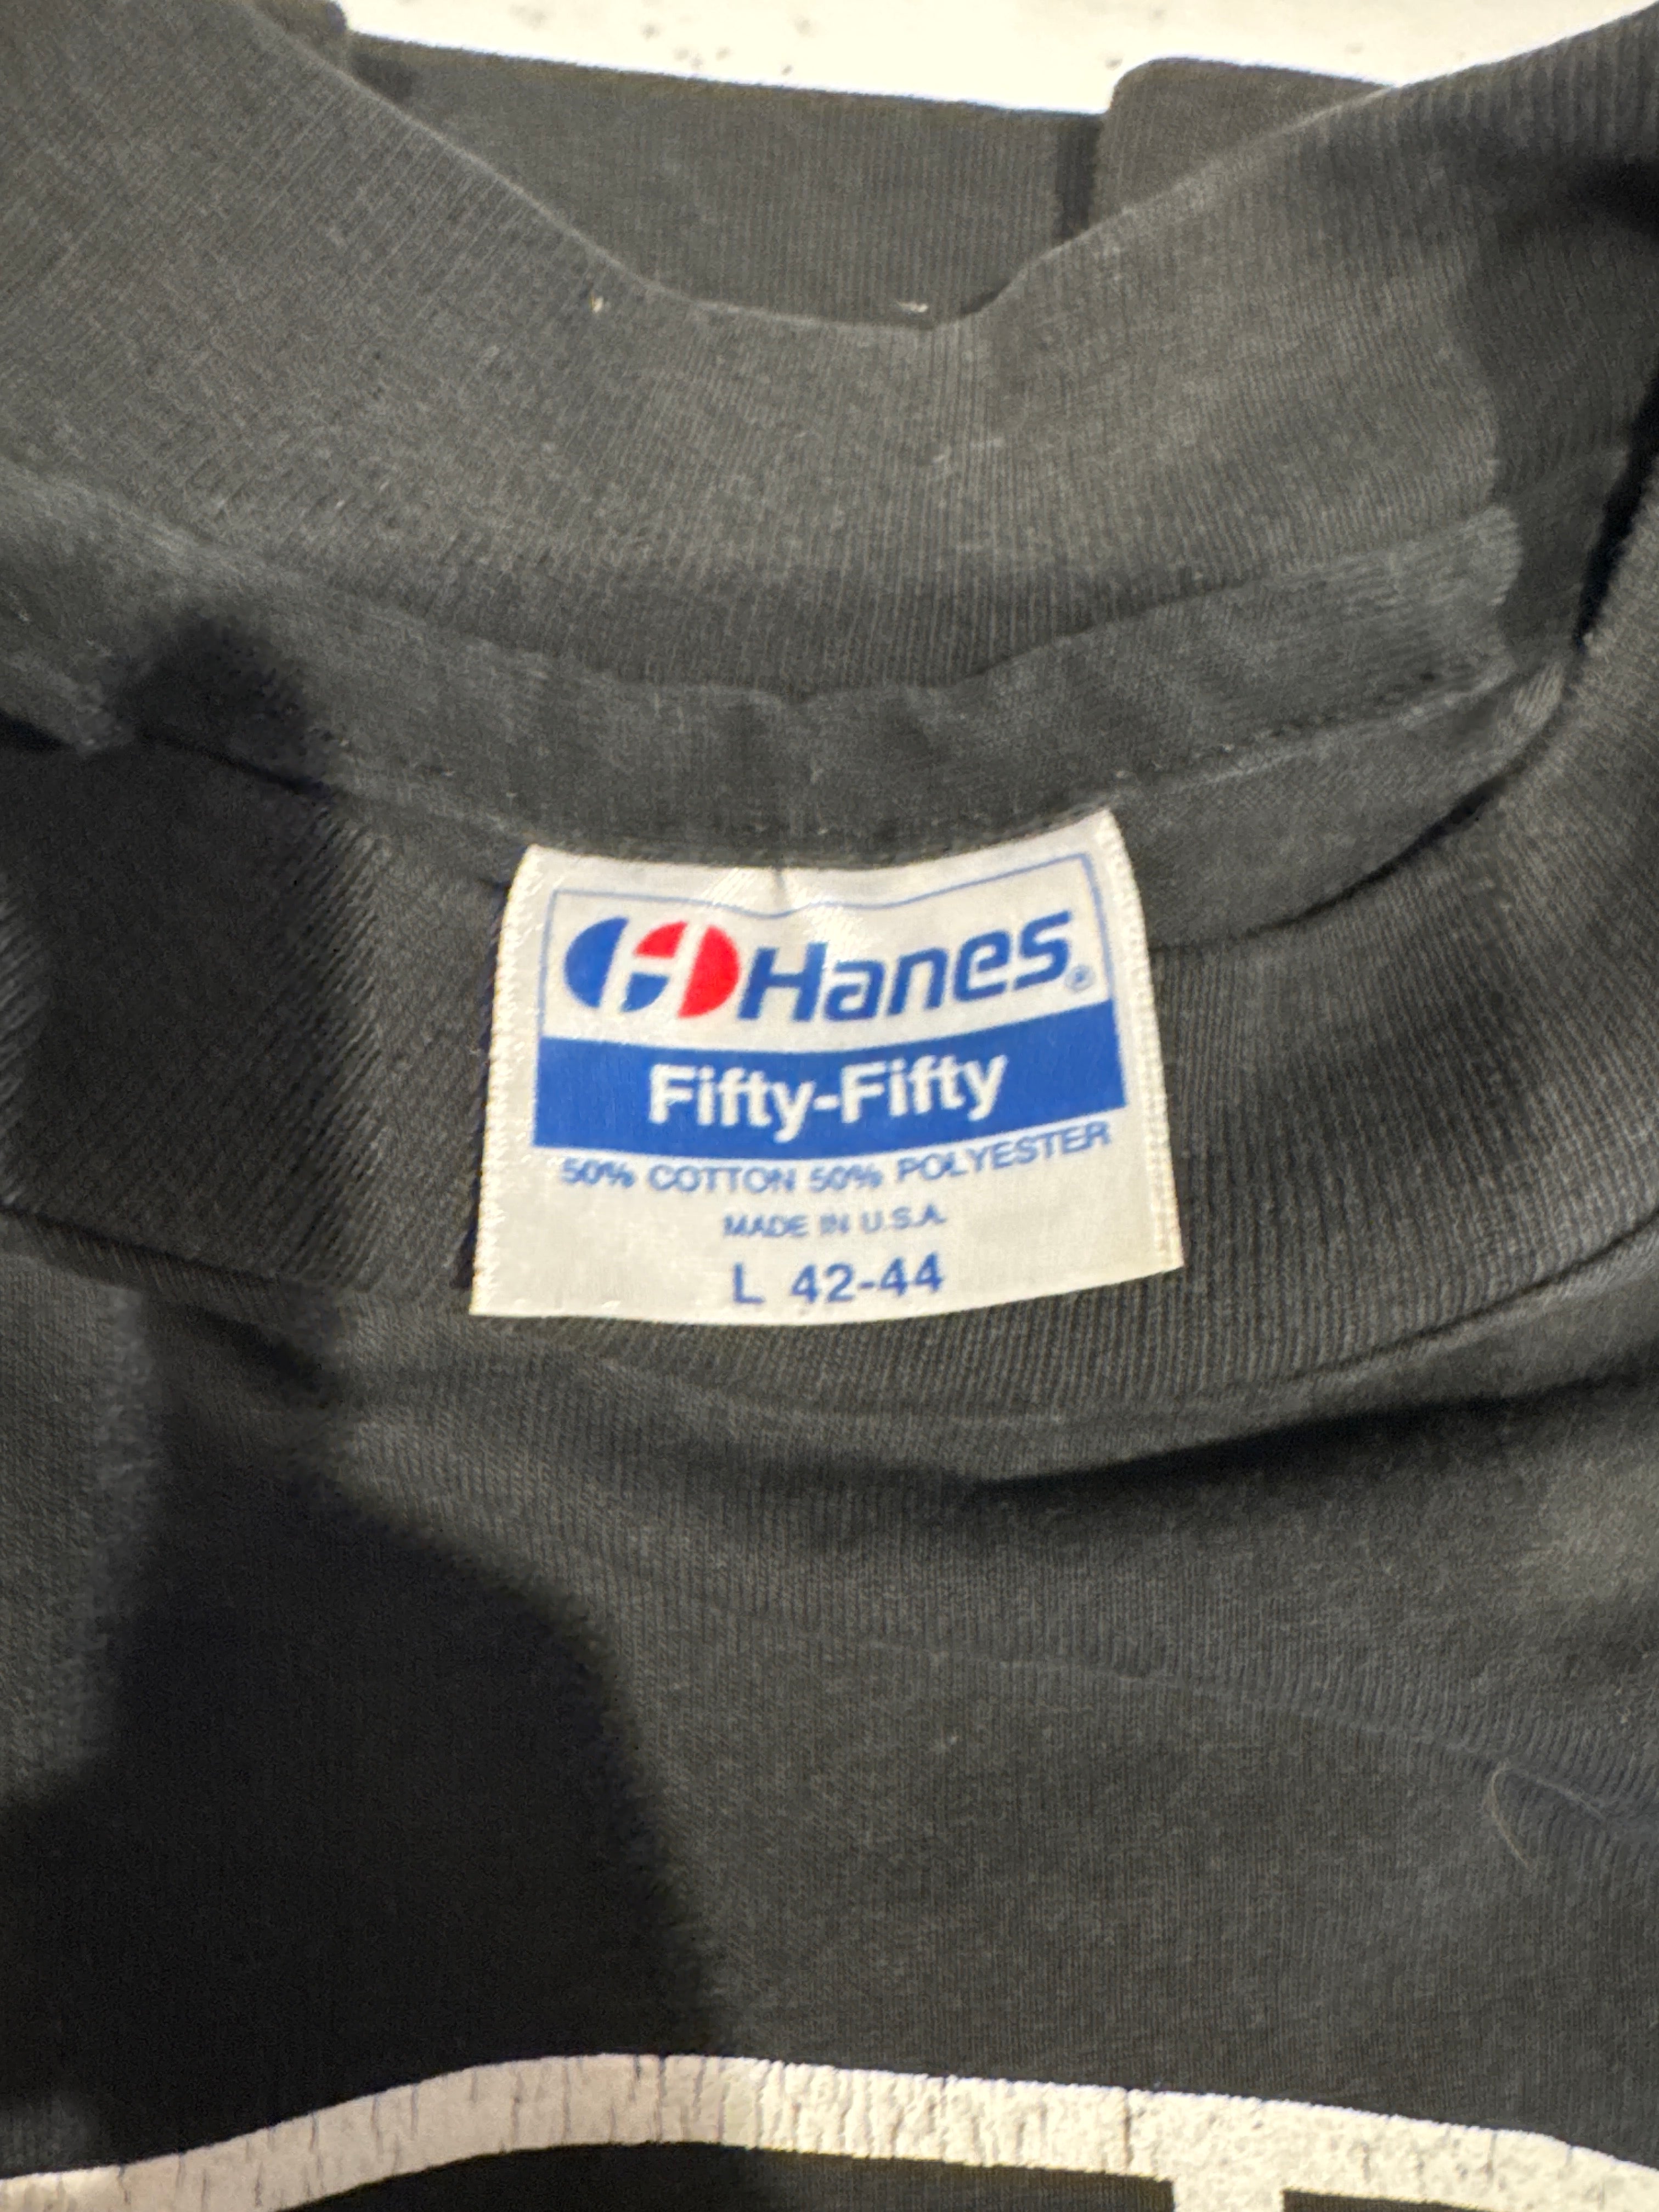 Hanes®
Fifty-Fifty
50% COTTON 50% POLYESTER
MADE IN U.S.A.
L 42-44